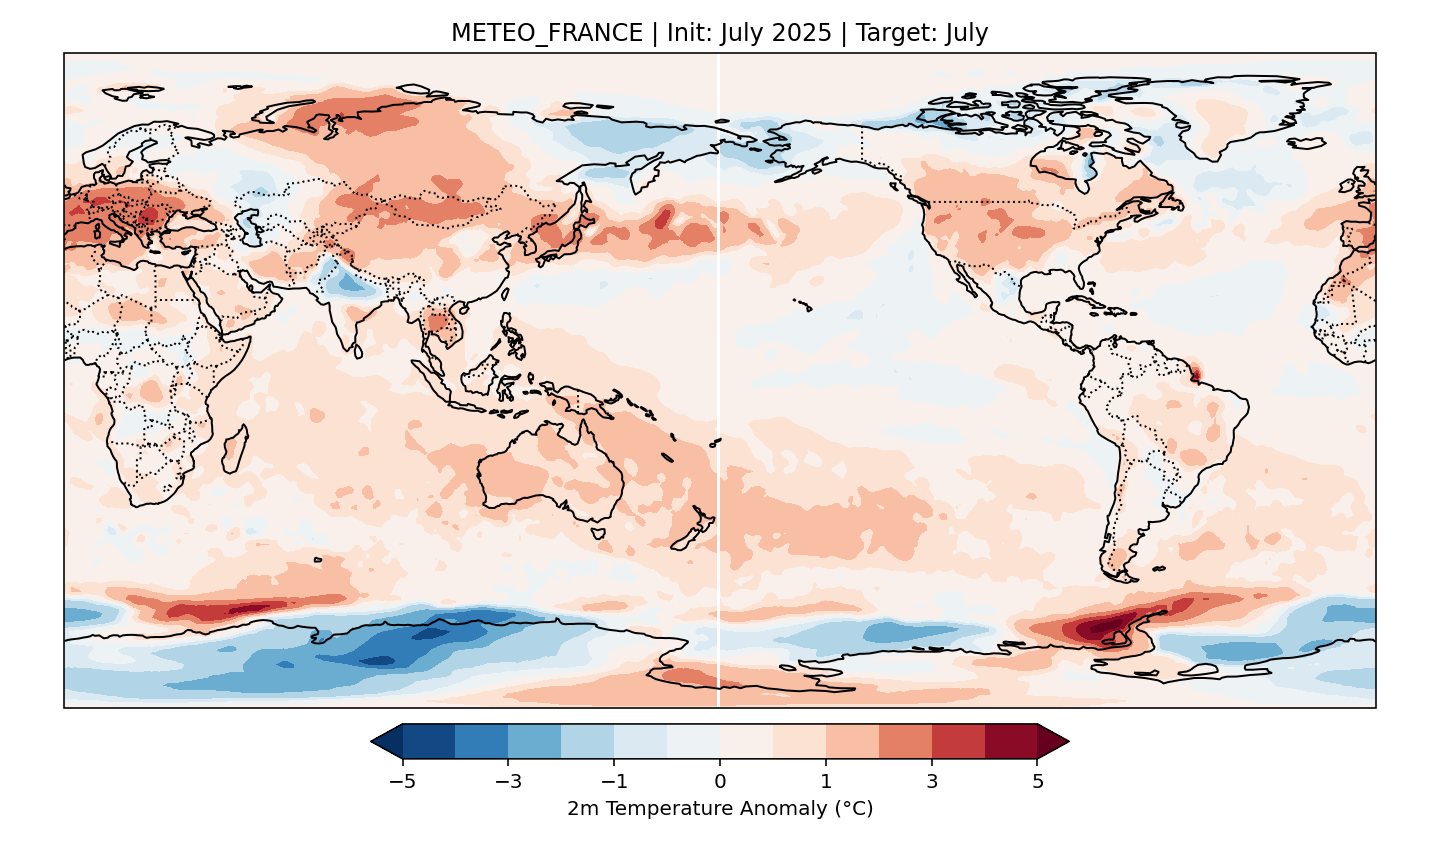 METEO_FRANCE | Init: July 2025 | Target: July
−5 −3 −1 0 1 3 5
2m Temperature Anomaly (°C)